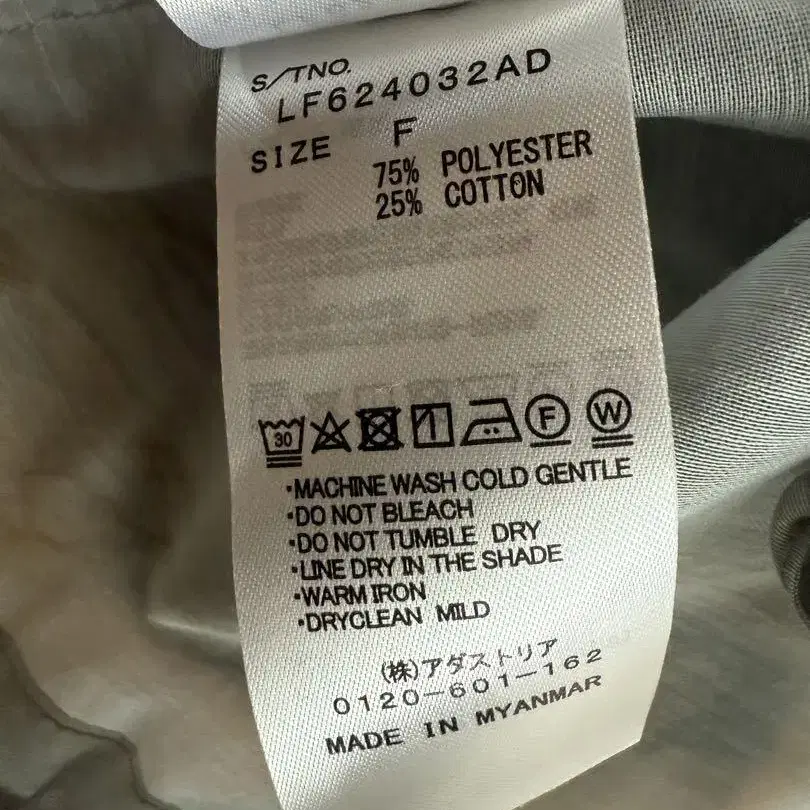 S/TNO.
LF624032AD
SIZE F
75% POLYESTER
25% COTTON
30 F W
・MACHINE WASH COLD GENTLE
・DO NOT BLEACH
・DO NOT TUMBLE DRY
・LINE DRY IN THE SHADE
・WARM IRON
・DRYCLEAN MILD
(株)アダストリア
0120-601-162
MADE IN MYANMAR